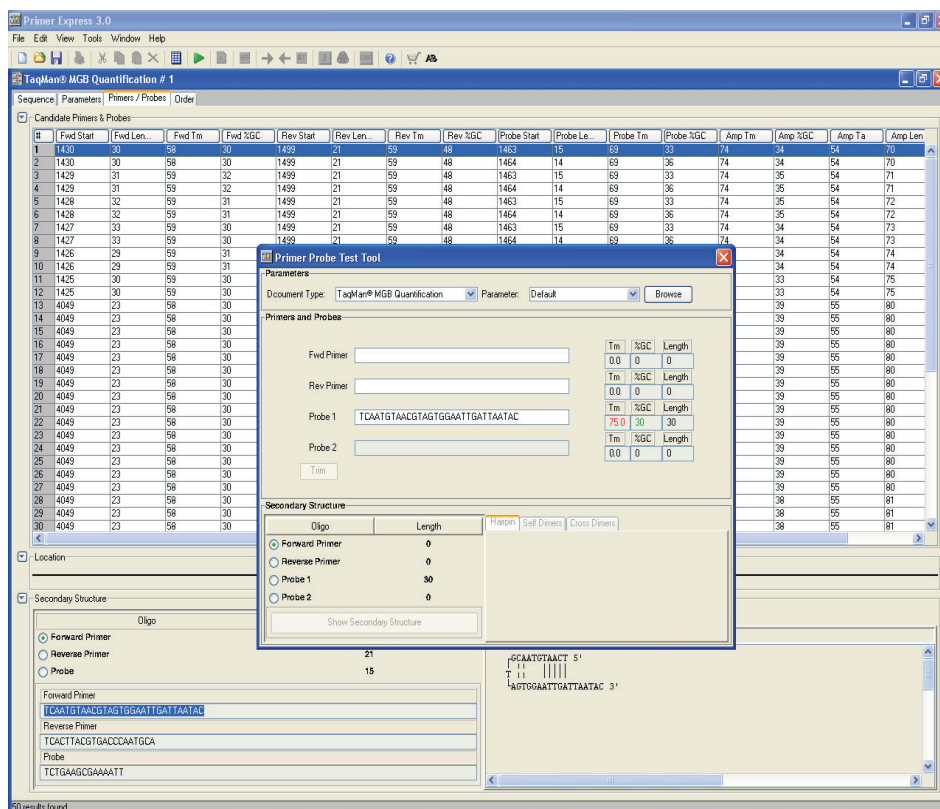 Primer Express 3.0
File Edit View Tools Window Help
TaqMan® MGB Quantification # 1
Sequence Parameters Primers / Probes Order
Candidate Primers & Probes
# Fwd Start Fwd Len... Fwd Tm Fwd %GC Rev Start Rev Len... Rev Tm Rev %GC Probe Start Probe Le... Probe Tm Probe %GC Amp Tm Amp %GC Amp Ta Amp Len
1 1430 30 58 30 1499 21 59 48 1463 15 69 33 74 34 54 70
2 1430 30 58 30 1499 21 59 48 1464 14 69 36 74 34 54 70
3 1429 31 59 32 1499 21 59 48 1463 15 69 33 74 35 54 71
4 1429 31 59 32 1499 21 59 48 1464 14 69 36 74 35 54 71
5 1428 32 59 31 1499 21 59 48 1463 15 69 33 74 35 54 72
6 1428 32 59 31 1499 21 59 48 1464 14 69 36 74 35 54 72
7 1427 33 59 30 1499 21 59 48 1463 15 69 33 74 34 54 73
8 1427 33 59 30 1499 21 59 48 1464 14 69 36 74 34 54 73
9 1426 29 59 31 34 54 74
10 1426 29 59 31 34 54 74
11 1425 30 59 30 33 54 75
12 1425 30 59 30 33 54 75
13 4049 23 58 30 39 55 80
14 4049 23 58 30 39 55 80
15 4049 23 58 30 39 55 80
16 4049 23 58 30 39 55 80
17 4049 23 58 30 39 55 80
18 4049 23 58 30 39 55 80
19 4049 23 58 30 39 55 80
20 4049 23 58 30 39 55 80
21 4049 23 58 30 39 55 80
22 4049 23 58 30 39 55 80
23 4049 23 58 30 39 55 80
24 4049 23 58 30 39 55 80
25 4049 23 58 30 39 55 80
26 4049 23 58 30 39 55 80
27 4049 23 58 30 39 55 80
28 4049 23 58 30 38 55 81
29 4049 23 58 30 38 55 81
30 4049 23 58 30 38 55 81
Primer Probe Test Tool
Parameters
Document Type: TaqMan® MGB Quantification Parameter: Default Browse
Primers and Probes
Tm %GC Length
Fwd Primer 0.0 0 0
Tm %GC Length
Rev Primer 0.0 0 0
Tm %GC Length
Probe 1 TCAATGTAACGTAGTGGAATTGATTAATAC 75.0 30 30
Tm %GC Length
Probe 2 0.0 0 0
Trim
Secondary Structure
Oligo Length Hairpin Self Dimers Cross Dimers
Forward Primer 0
Reverse Primer 0
Probe 1 30
Probe 2 0
Show Secondary Structure
Location
Secondary Structure
Oligo
Forward Primer
Reverse Primer 21
Probe 15
Forward Primer
TCAATGTAACGTAGTGGAATTGATTAATAC
Reverse Primer
TCACTTACGTGACCCAATGCA
Probe
TCTGAAGCGAAAATT
GCAATGTAACT 5'
T
AGTGGAATTGATTAATAC 3'
50 results found